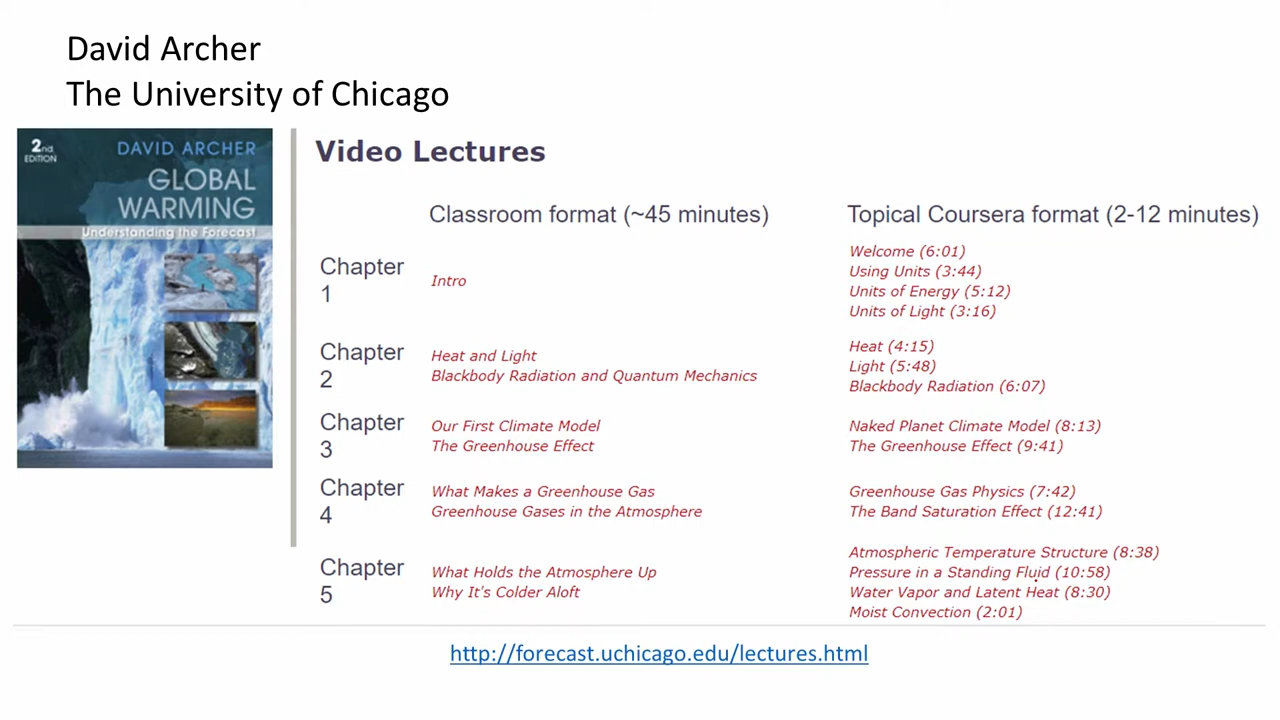 David Archer
The University of Chicago
2nd
EDITION
DAVID ARCHER
GLOBAL
WARMING
Understanding the Forecast
Video Lectures
Classroom format (~45 minutes)
Topical Coursera format (2-12 minutes)
Chapter
1
Intro
Welcome (6:01)
Using Units (3:44)
Units of Energy (5:12)
Units of Light (3:16)
Chapter
2
Heat and Light
Blackbody Radiation and Quantum Mechanics
Heat (4:15)
Light (5:48)
Blackbody Radiation (6:07)
Chapter
3
Our First Climate Model
The Greenhouse Effect
Naked Planet Climate Model (8:13)
The Greenhouse Effect (9:41)
Chapter
4
What Makes a Greenhouse Gas
Greenhouse Gases in the Atmosphere
Greenhouse Gas Physics (7:42)
The Band Saturation Effect (12:41)
Chapter
5
What Holds the Atmosphere Up
Why It's Colder Aloft
Atmospheric Temperature Structure (8:38)
Pressure in a Standing Fluid (10:58)
Water Vapor and Latent Heat (8:30)
Moist Convection (2:01)
http://forecast.uchicago.edu/lectures.html